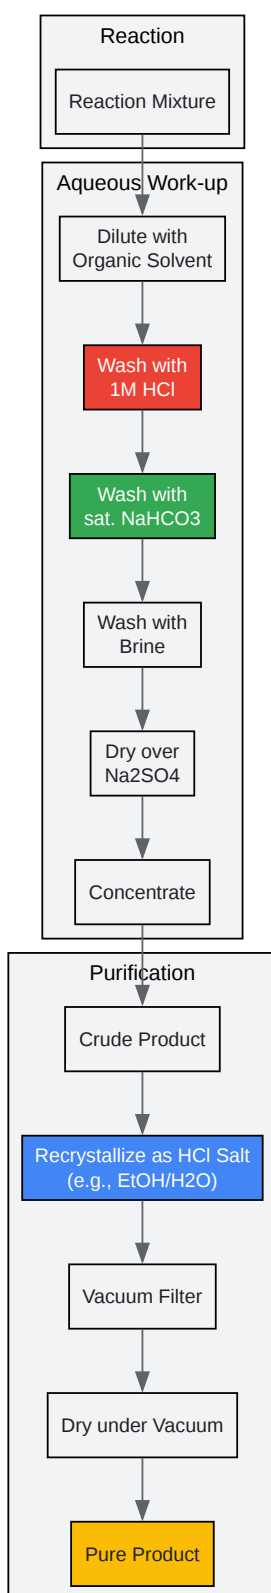 Reaction
Reaction Mixture
Aqueous Work-up
Dilute with
Organic Solvent
Wash with
1M HCl
Wash with
sat. NaHCO3
Wash with
Brine
Dry over
Na2SO4
Concentrate
Purification
Crude Product
Recrystallize as HCl Salt
(e.g., EtOH/H2O)
Vacuum Filter
Dry under Vacuum
Pure Product